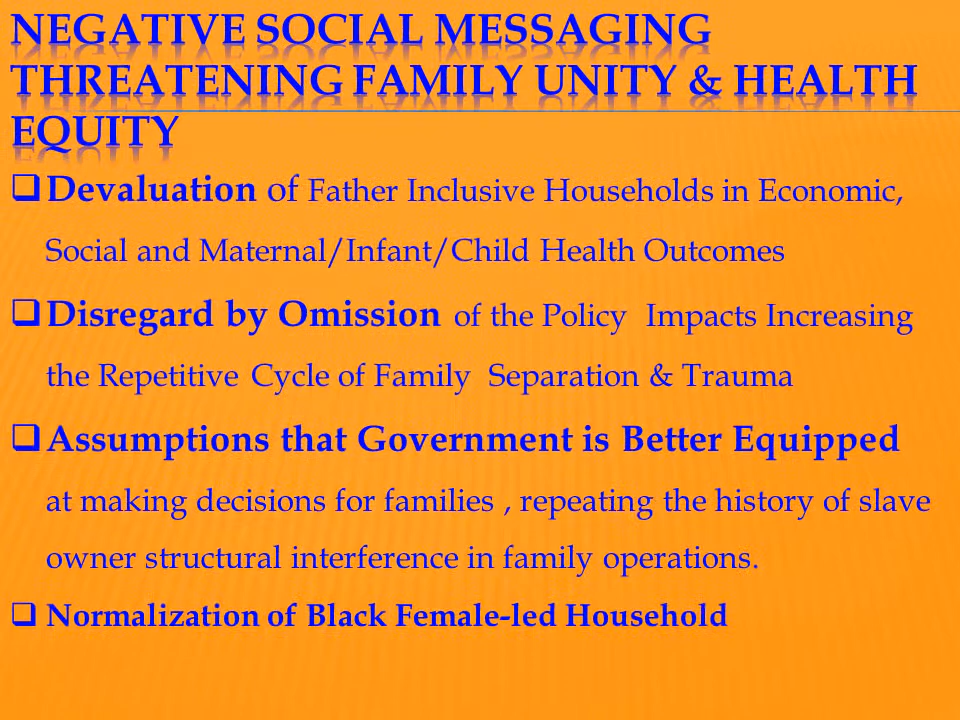 NEGATIVE SOCIAL MESSAGING
THREATENING FAMILY UNITY & HEALTH
EQUITY
Devaluation of Father Inclusive Households in Economic,
Social and Maternal/Infant/Child Health Outcomes
Disregard by Omission of the Policy Impacts Increasing
the Repetitive Cycle of Family Separation & Trauma
Assumptions that Government is Better Equipped
at making decisions for families , repeating the history of slave
owner structural interference in family operations.
Normalization of Black Female-led Household